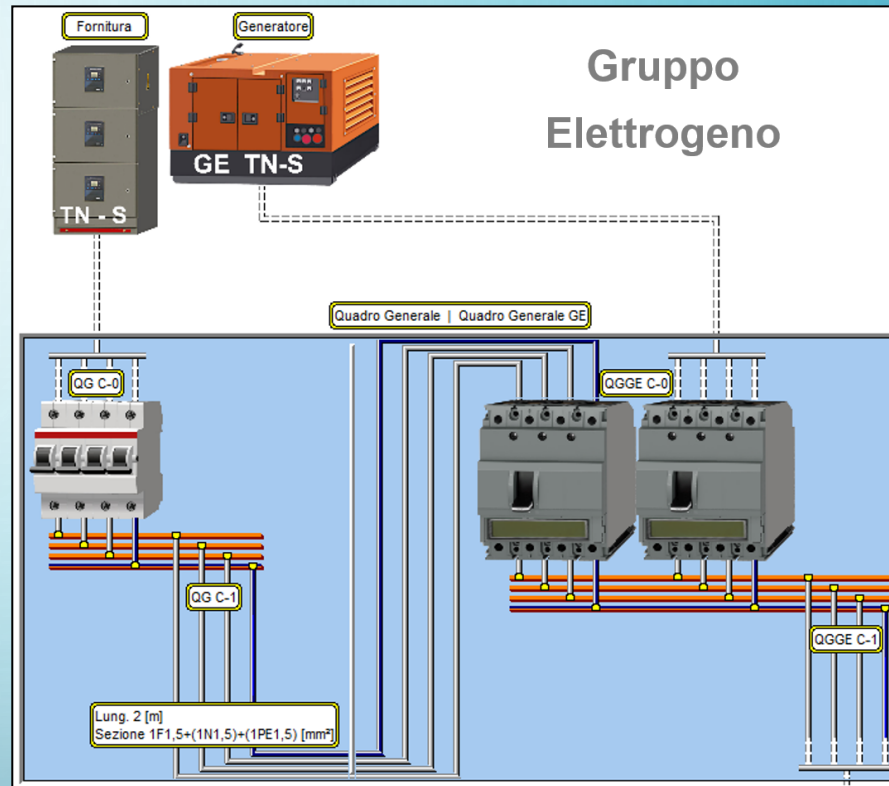 Fornitura
Generatore
Gruppo
Elettrogeno
GE TN-S
TN - S
Quadro Generale | Quadro Generale GE
QG C-0
QGGE C-0
QG C-1
QGGE C-1
Lung. 2 [m]
Sezione 1F1,5+(1N1,5)+(1PE1,5) [mm²]